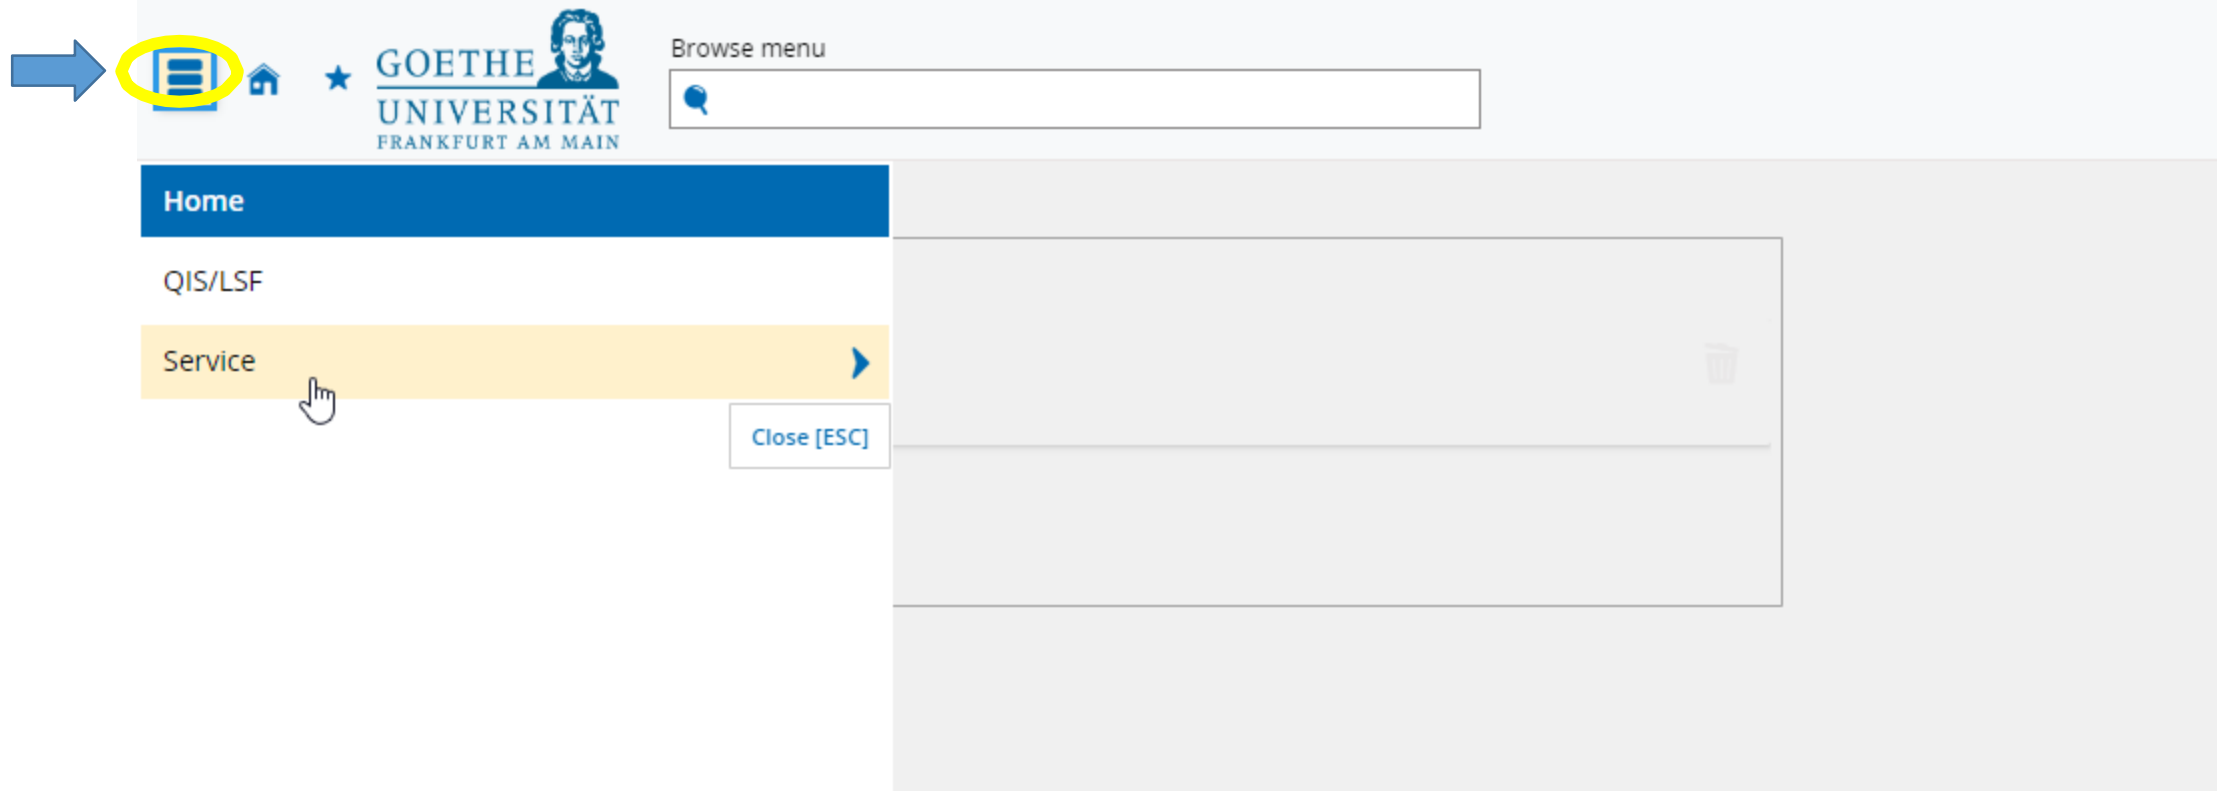 Browse menu
GOETHE
UNIVERSITÄT
FRANKFURT AM MAIN
Home
QIS/LSF
Service
Close [ESC]